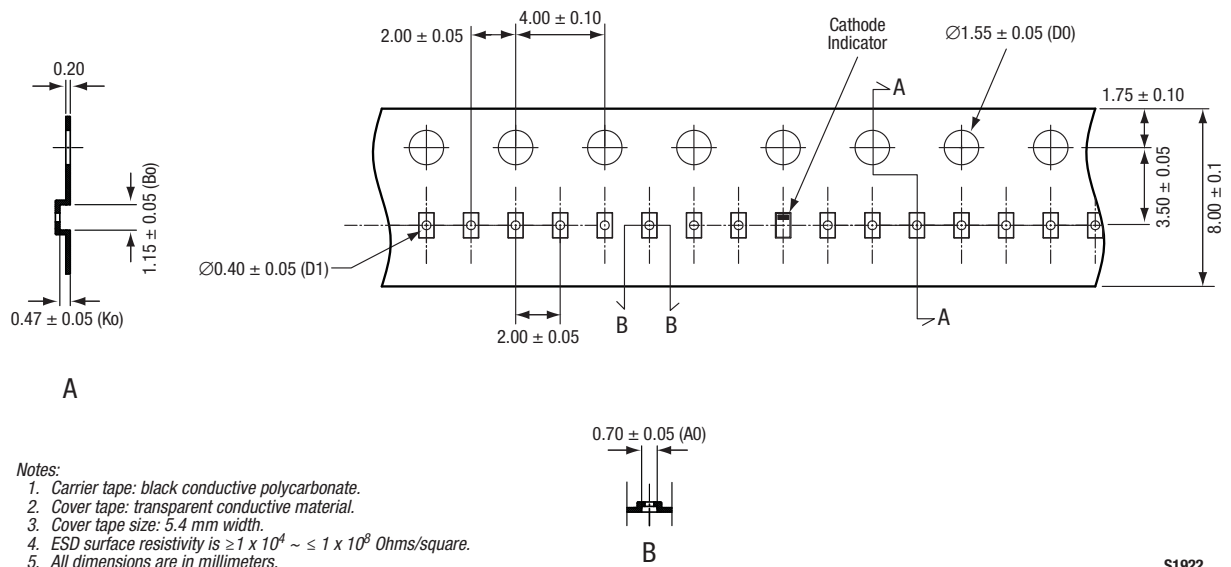 4.00 ± 0.10
2.00 ± 0.05
Cathode
Indicator
∅1.55 ± 0.05 (D0)
0.20
A
1.75 ± 0.10
1.15 ± 0.05 (Bo)
3.50 ± 0.05
8.00 ± 0.1
∅0.40 ± 0.05 (D1)
0.47 ± 0.05 (Ko)
B
B
A
2.00 ± 0.05
A
0.70 ± 0.05 (A0)
B
Notes:
1. Carrier tape: black conductive polycarbonate.
2. Cover tape: transparent conductive material.
3. Cover tape size: 5.4 mm width.
4. ESD surface resistivity is ≥1 x 10⁴ ~ ≤ 1 x 10⁸ Ohms/square.
5. All dimensions are in millimeters.
S1922